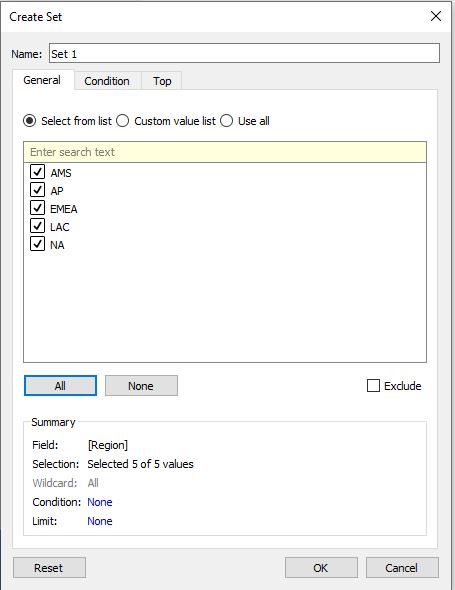 Create Set
Name: Set 1
General Condition Top
Select from list Custom value list Use all
Enter search text
AMS
AP
EMEA
LAC
NA
All None Exclude
Summary
Field: [Region]
Selection: Selected 5 of 5 values
Wildcard: All
Condition: None
Limit: None
Reset OK Cancel